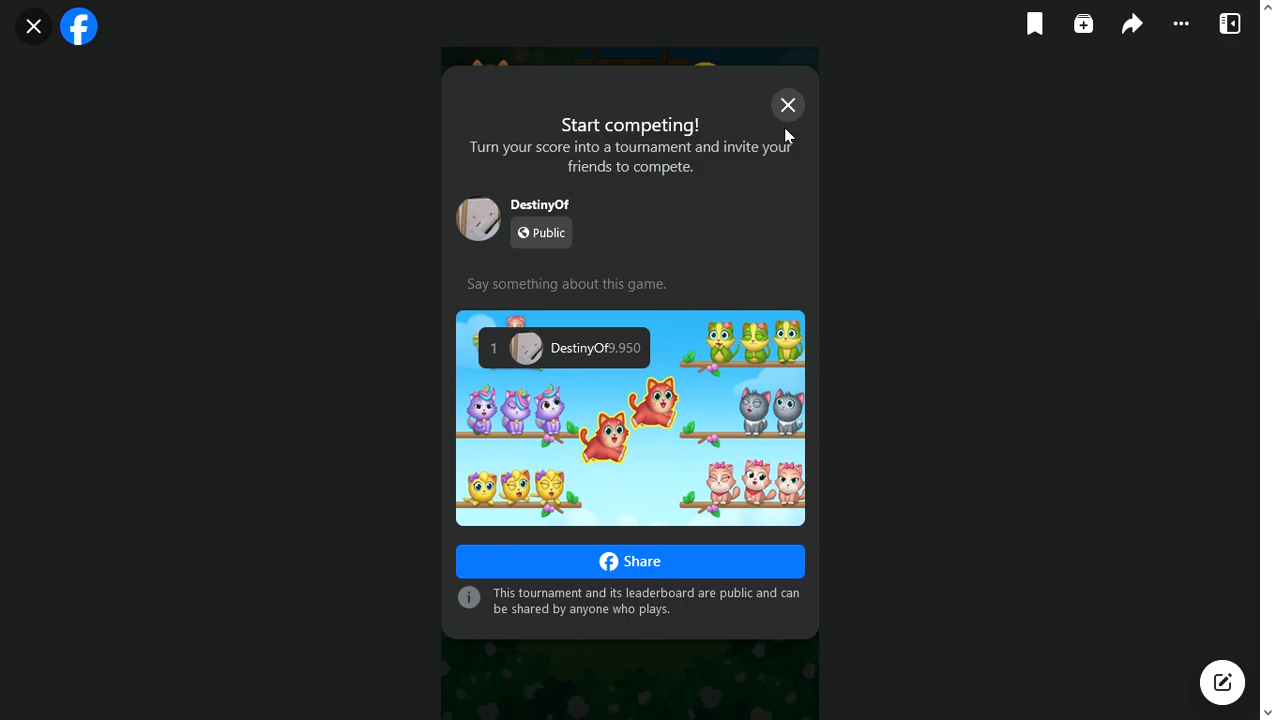 Start competing!
Turn your score into a tournament and invite your
friends to compete.
DestinyOf
Public
Say something about this game.
1 DestinyOf9,950
Share
This tournament and its leaderboard are public and can
be shared by anyone who plays.